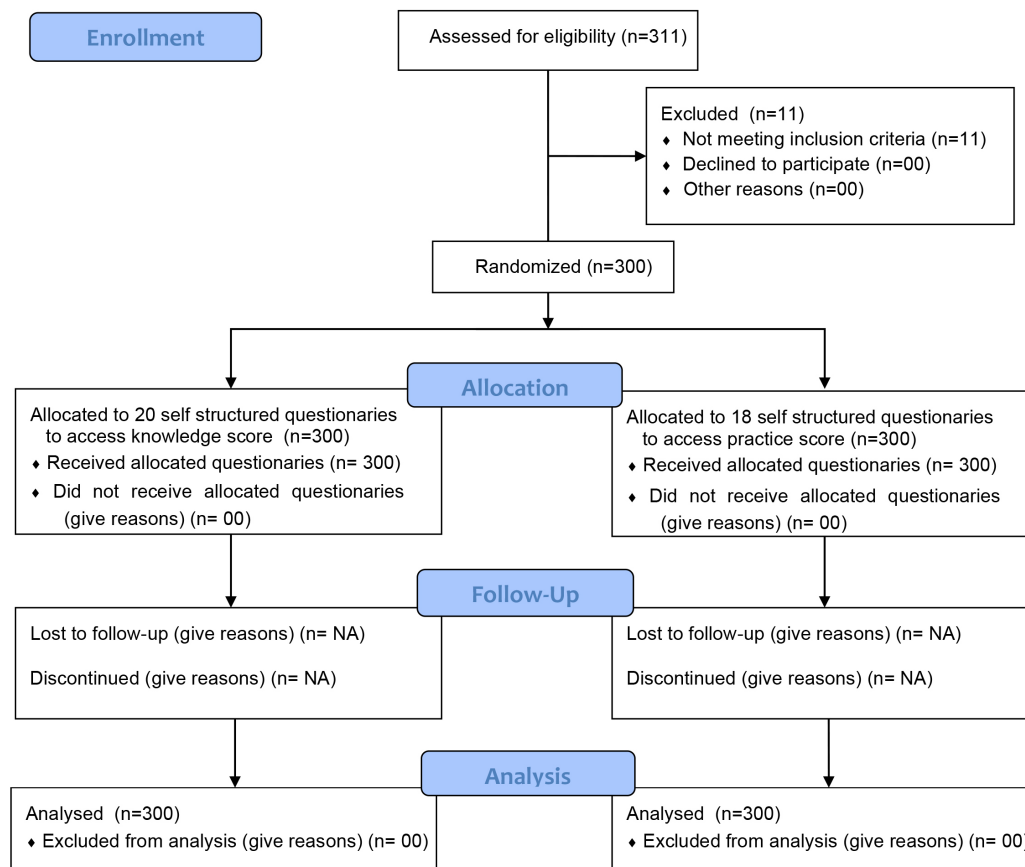 Enrollment
Assessed for eligibility (n=311)
Excluded (n=11)
♦ Not meeting inclusion criteria (n=11)
♦ Declined to participate (n=00)
♦ Other reasons (n=00)
Randomized (n=300)
Allocation
Allocated to 20 self structured questionaries
to access knowledge score (n=300)
♦ Received allocated questionaries (n= 300)
♦ Did not receive allocated questionaries
(give reasons) (n= 00)
Allocated to 18 self structured questionaries
to access practice score (n=300)
♦ Received allocated questionaries (n= 300)
♦ Did not receive allocated questionaries
(give reasons) (n= 00)
Follow-Up
Lost to follow-up (give reasons) (n= NA)
Discontinued (give reasons) (n= NA)
Lost to follow-up (give reasons) (n= NA)
Discontinued (give reasons) (n= NA)
Analysis
Analysed (n=300)
♦ Excluded from analysis (give reasons) (n= 00)
Analysed (n=300)
♦ Excluded from analysis (give reasons) (n= 00)